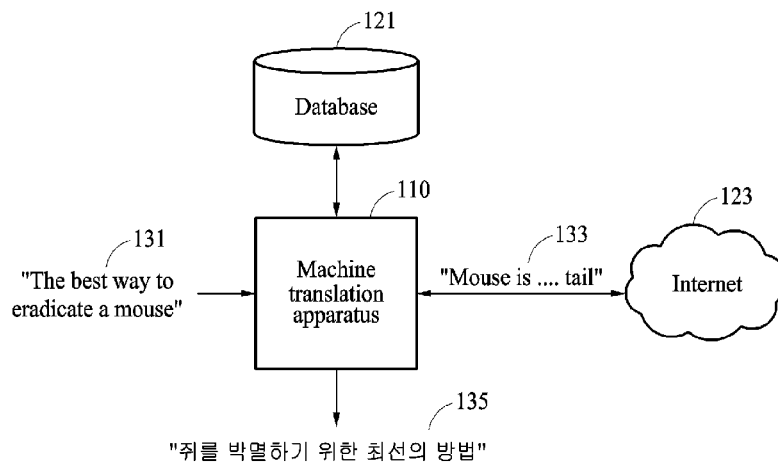 121
Database
110
123
131
133
"The best way to
eradicate a mouse"
Machine
translation
apparatus
"Mouse is .... tail"
Internet
135
"쥐를 박멸하기 위한 최선의 방법"